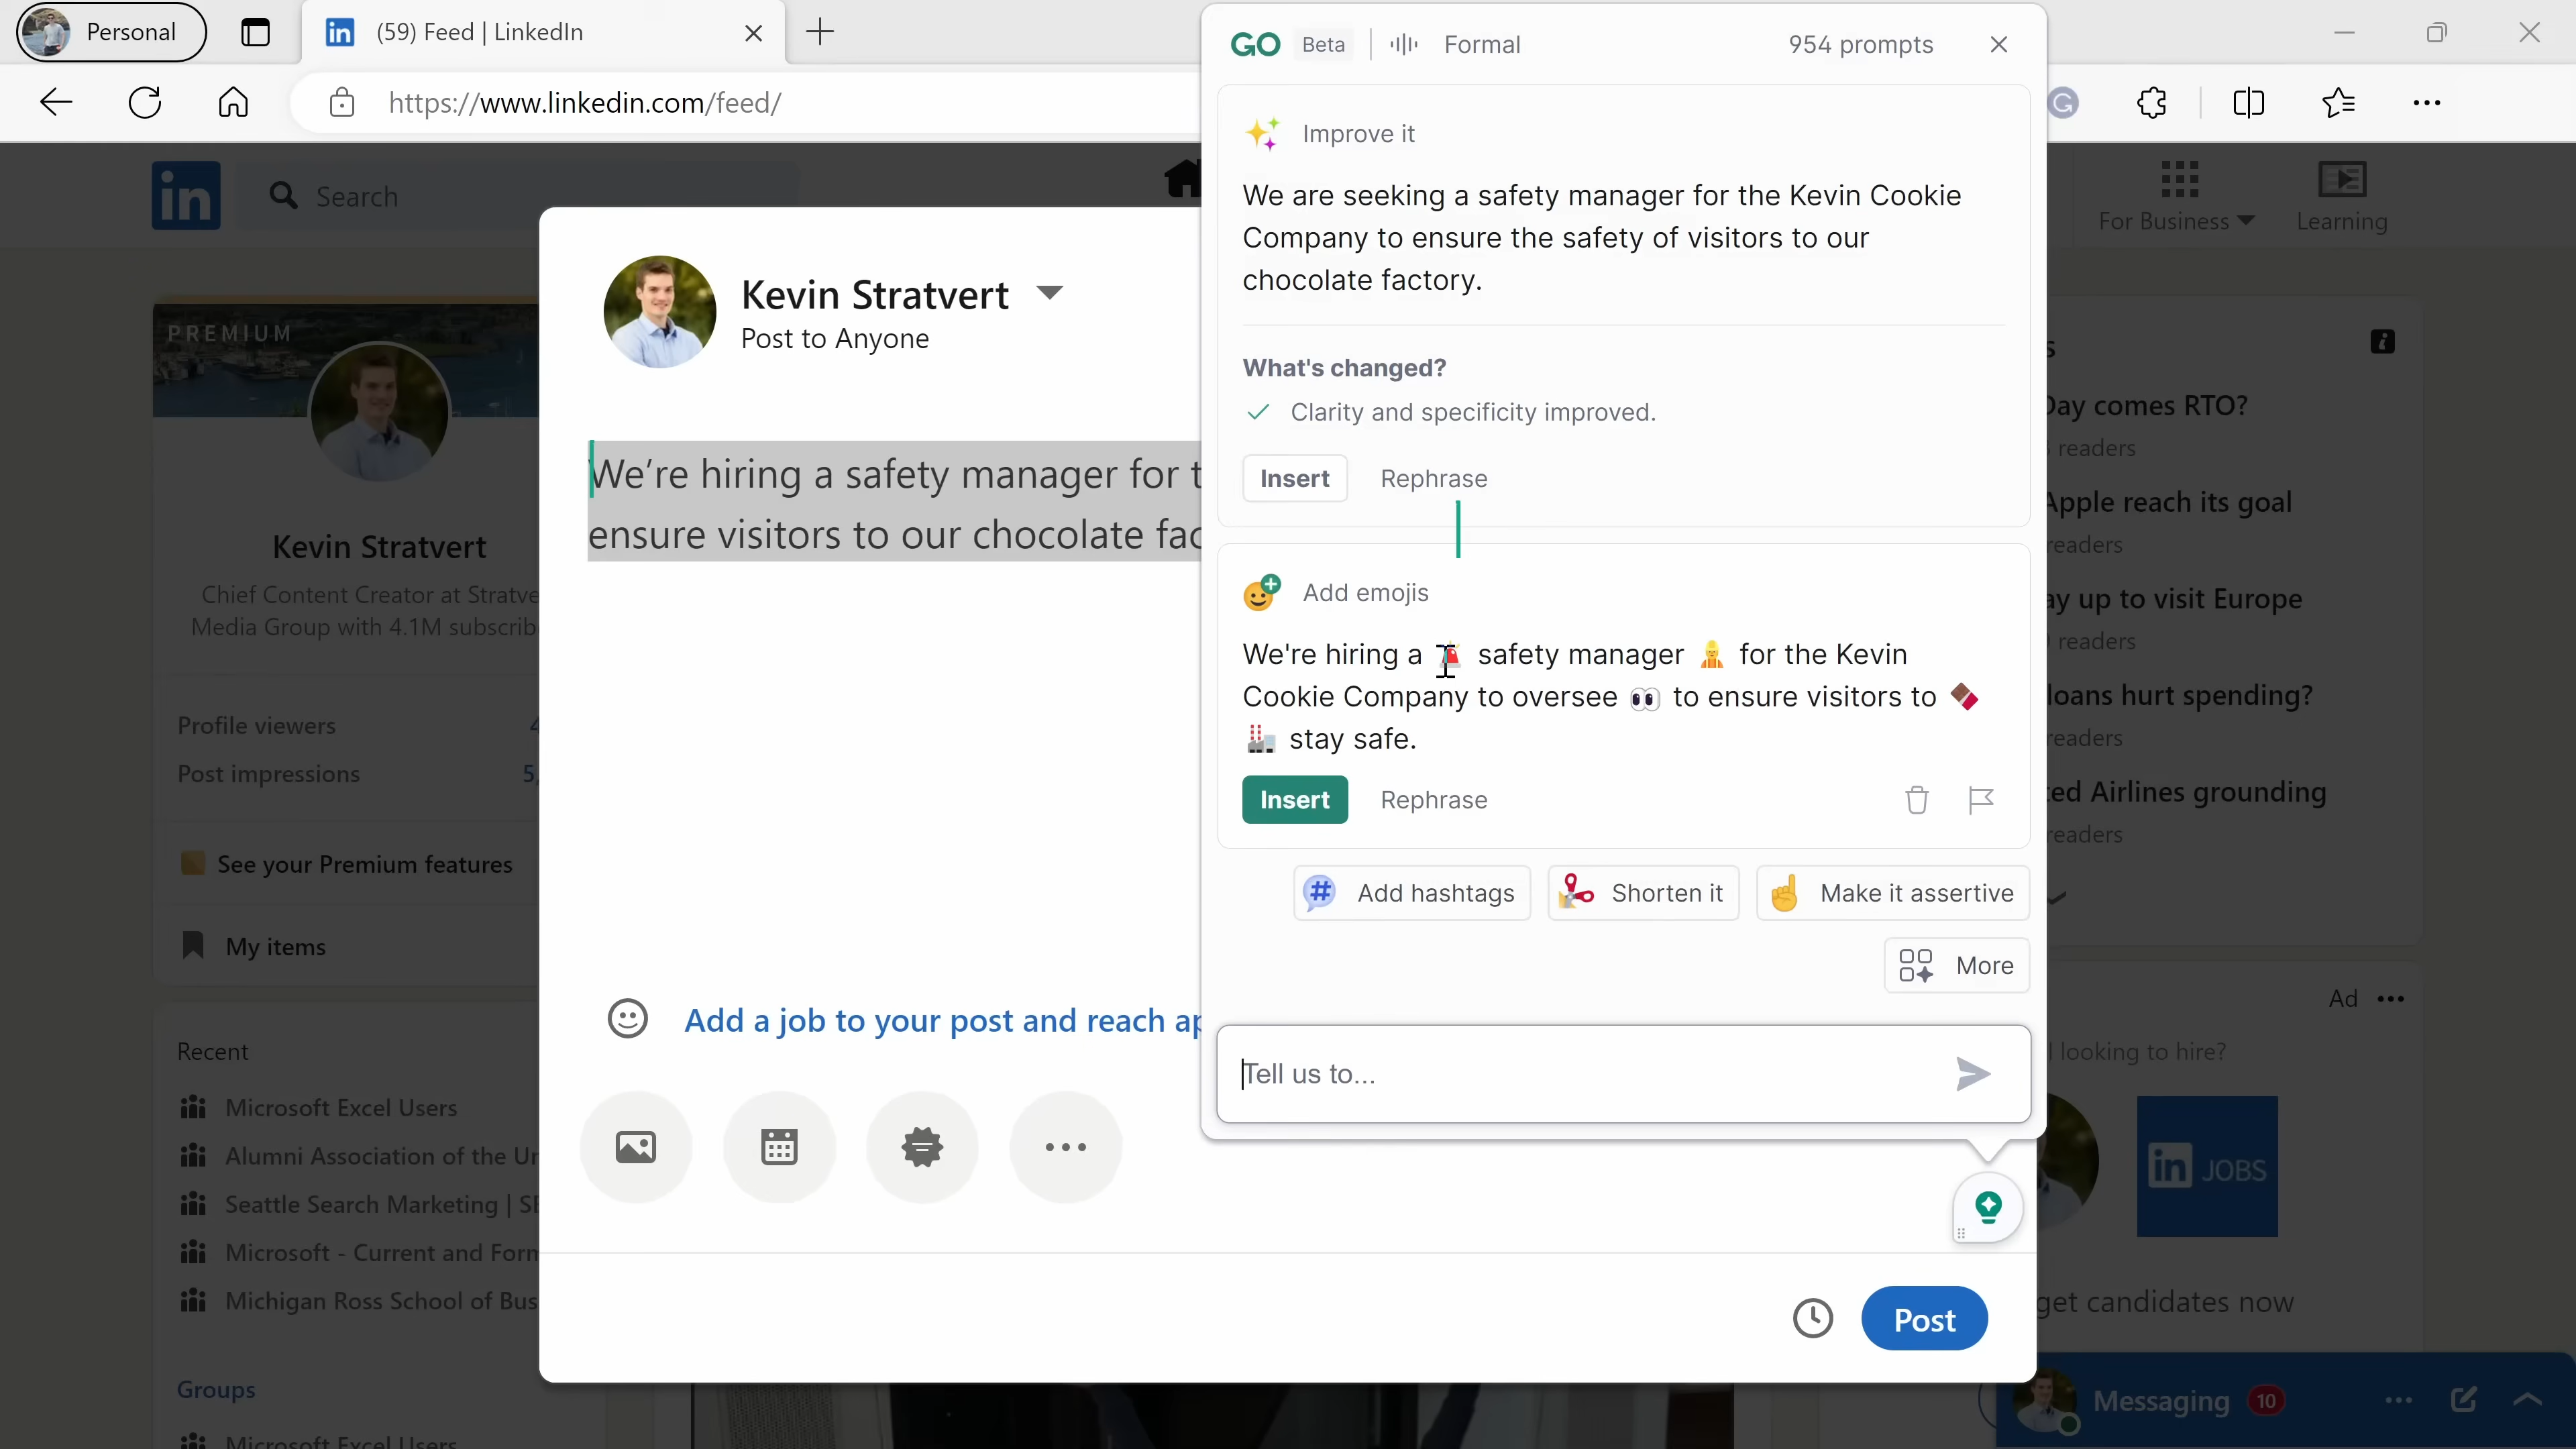 Personal
(59) Feed | LinkedIn
https://www.linkedin.com/feed/
in
Search
For Business
Learning
PREMIUM
Kevin Stratvert
Chief Content Creator at
Media Group with 4.1M
Profile viewers
Post impressions
See your Premium features
My items
Recent
Microsoft Excel Users
Alumni Association of the
Seattle Search Marketing |
Microsoft - Current and
Michigan Ross School of
Groups
Microsoft Excel Users
Kevin Stratvert
Post to Anyone
We’re hiring a safety manager for
ensure visitors to our chocolate
Add a job to your post and reach
Post
GO Beta Formal 954 prompts
Improve it
We are seeking a safety manager for the Kevin Cookie
Company to ensure the safety of visitors to our
chocolate factory.
What's changed?
Clarity and specificity improved.
Insert Rephrase
Add emojis
We're hiring a 🚨 safety manager 👷 for the Kevin
Cookie Company to oversee 👀 to ensure visitors to 🍫
🏭 stay safe.
Insert Rephrase
Add hashtags Shorten it Make it assertive
More
Tell us to...
comes RTO?
readers
Apple reach its goal
readers
up to visit Europe
readers
loans hurt spending?
readers
Airlines grounding
readers
Ad
looking to hire?
in JOBS
get candidates now
Messaging 10